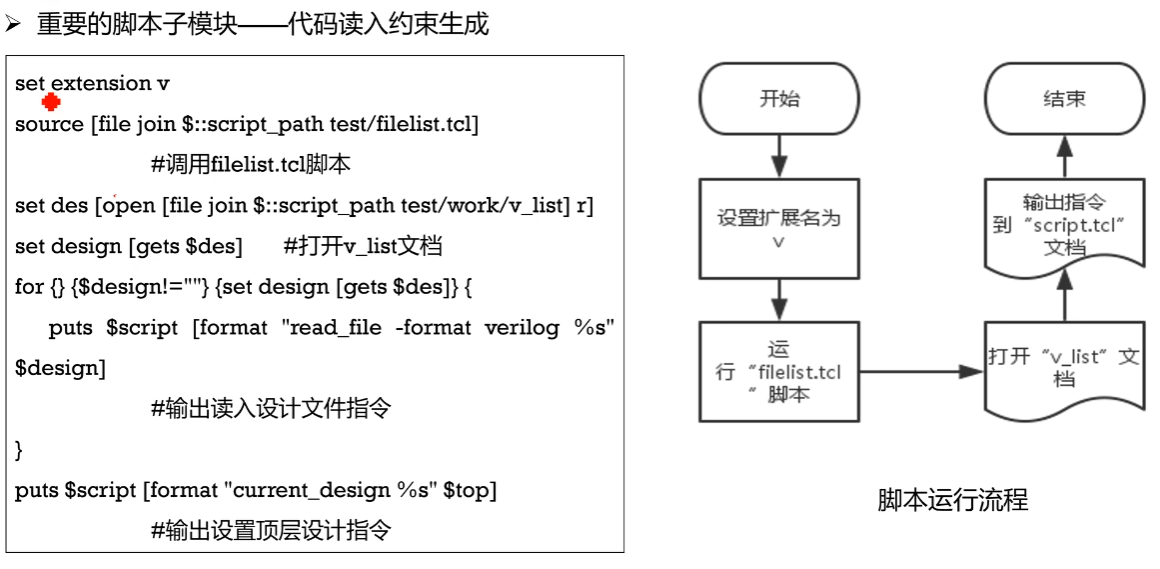 ➢ 重要的脚本子模块——代码读入约束生成
set extension v
source [file join $::script_path test/filelist.tcl]
#调用filelist.tcl脚本
set des [open [file join $::script_path test/work/v_list] r]
set design [gets $des] #打开v_list文档
for {} {$design!=""} {set design [gets $des]} {
puts $script [format "read_file -format verilog %s"
$design]
#输出读入设计文件指令
}
puts $script [format "current_design %s" $top]
#输出设置顶层设计指令
开始
设置扩展名为
v
运
行“filelist.tcl
”脚本
打开“v_list”文
档
输出指令
到“script.tcl”
文档
结束
脚本运行流程